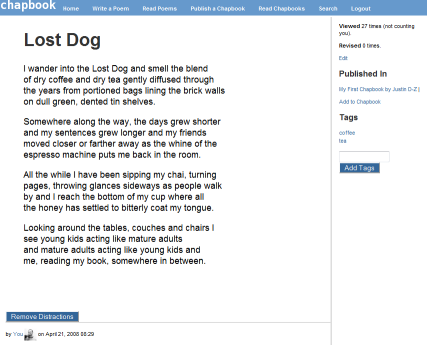 chapbook
Home Write a Poem Read Poems Publish a Chapbook Read Chapbooks Search Logout
Lost Dog
I wander into the Lost Dog and smell the blend
of dry coffee and dry tea gently diffused through
the years from portioned bags lining the brick walls
on dull green, dented tin shelves.
Somewhere along the way, the days grew shorter
and my sentences grew longer and my friends
moved closer or farther away as the whine of the
espresso machine puts me back in the room.
All the while I have been sipping my chai, turning
pages, throwing glances sideways as people walk
by and I reach the bottom of my cup where all
the honey has settled to bitterly coat my tongue.
Looking around the tables, couches and chairs I
see young kids acting like mature adults
and mature adults acting like young kids and
me, reading my book, somewhere in between.
Remove Distractions
by You on April 21, 2008 08:29
Viewed 27 times (not counting
you).
Revised 0 times.
Edit
Published In
My First Chapbook by Justin D-Z |
Add to Chapbook
Tags
coffee
tea
Add Tags